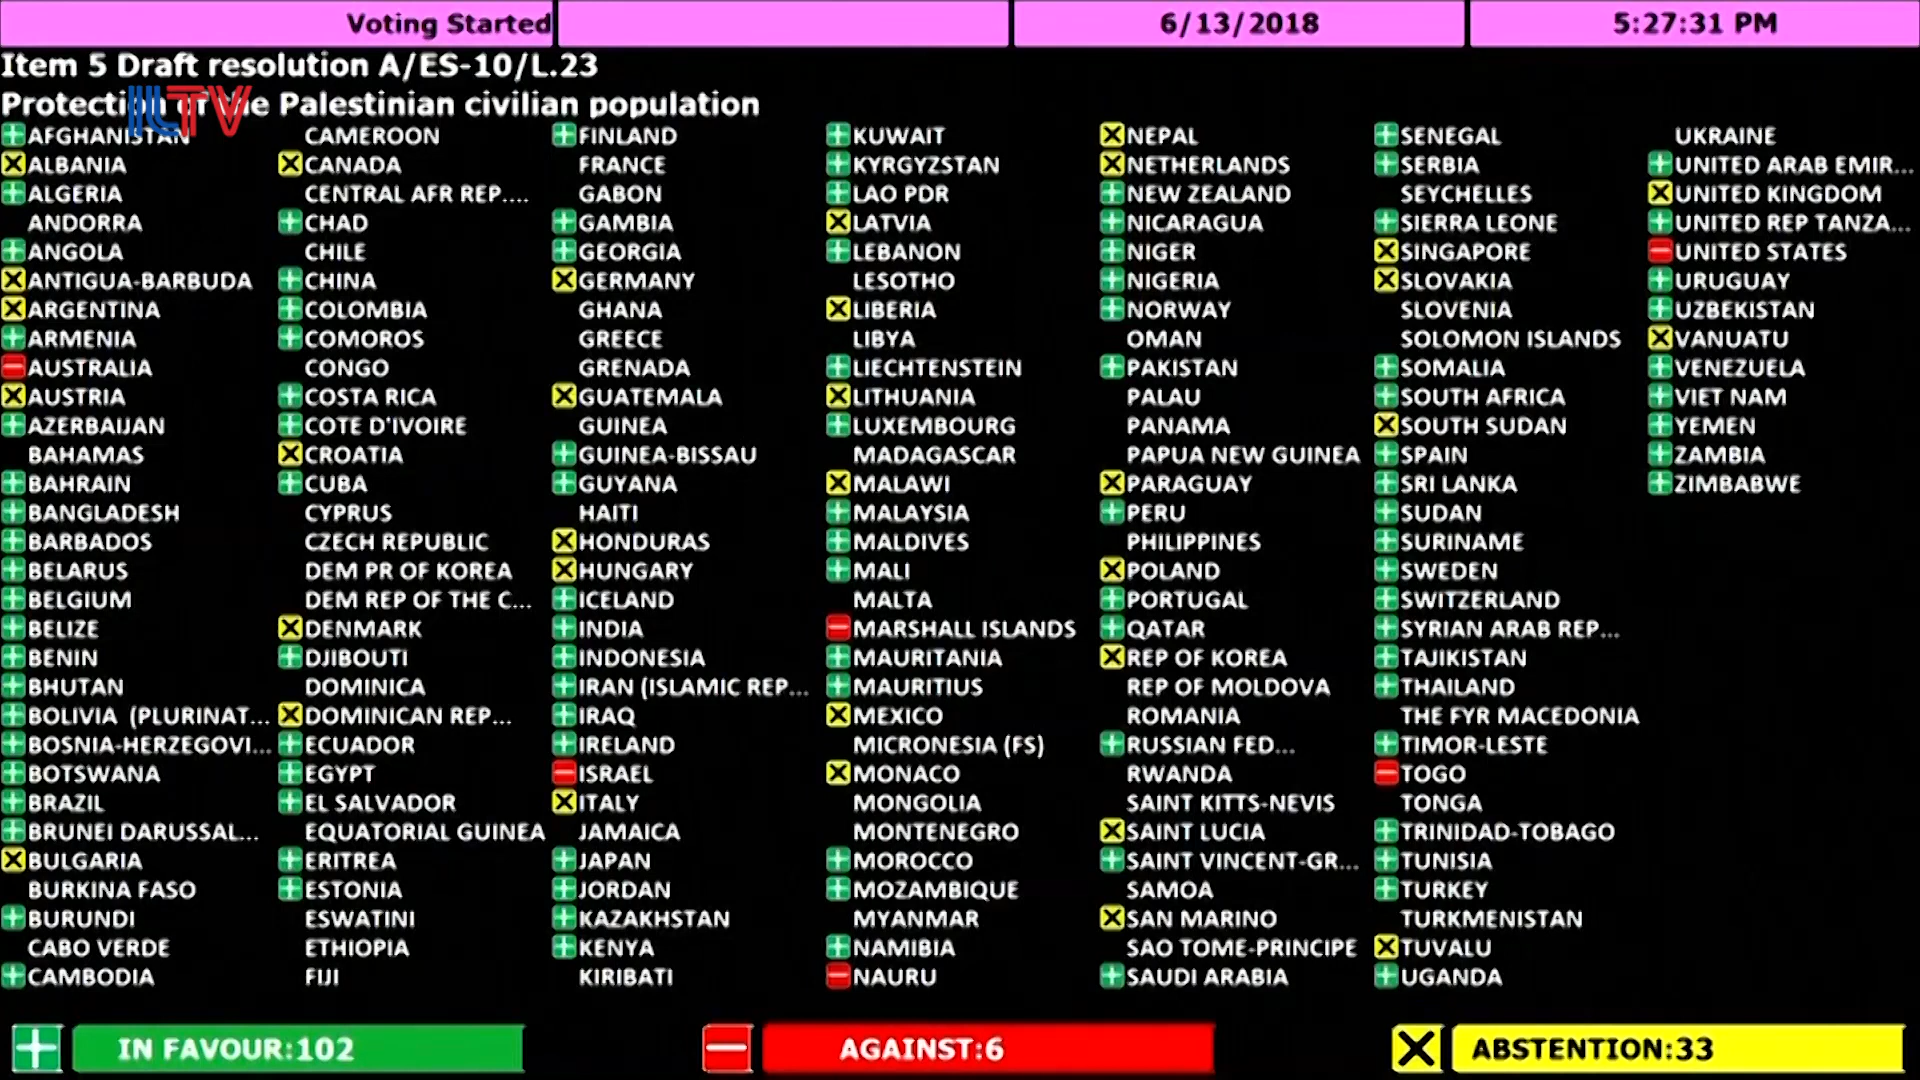 Voting Started 6/13/2018 5:27:31 PM
Item 5 Draft resolution A/ES-10/L.23
Protection of the Palestinian civilian population
ILTV
AFGHANISTAN
ALBANIA
ALGERIA
ANDORRA
ANGOLA
ANTIGUA-BARBUDA
ARGENTINA
ARMENIA
AUSTRALIA
AUSTRIA
AZERBAIJAN
BAHAMAS
BAHRAIN
BANGLADESH
BARBADOS
BELARUS
BELGIUM
BELIZE
BENIN
BHUTAN
BOLIVIA (PLURINAT...
BOSNIA-HERZEGOVI...
BOTSWANA
BRAZIL
BRUNEI DARUSSAL...
BULGARIA
BURKINA FASO
BURUNDI
CABO VERDE
CAMBODIA
CAMEROON
CANADA
CENTRAL AFR REP....
CHAD
CHILE
CHINA
COLOMBIA
COMOROS
CONGO
COSTA RICA
COTE D'IVOIRE
CROATIA
CUBA
CYPRUS
CZECH REPUBLIC
DEM PR OF KOREA
DEM REP OF THE C...
DENMARK
DJIBOUTI
DOMINICA
DOMINICAN REP...
ECUADOR
EGYPT
EL SALVADOR
EQUATORIAL GUINEA
ERITREA
ESTONIA
ESWATINI
ETHIOPIA
FIJI
FINLAND
FRANCE
GABON
GAMBIA
GEORGIA
GERMANY
GHANA
GREECE
GRENADA
GUATEMALA
GUINEA
GUINEA-BISSAU
GUYANA
HAITI
HONDURAS
HUNGARY
ICELAND
INDIA
INDONESIA
IRAN (ISLAMIC REP...
IRAQ
IRELAND
ISRAEL
ITALY
JAMAICA
JAPAN
JORDAN
KAZAKHSTAN
KENYA
KIRIBATI
KUWAIT
KYRGYZSTAN
LAO PDR
LATVIA
LEBANON
LESOTHO
LIBERIA
LIBYA
LIECHTENSTEIN
LITHUANIA
LUXEMBOURG
MADAGASCAR
MALAWI
MALAYSIA
MALDIVES
MALI
MALTA
MARSHALL ISLANDS
MAURITANIA
MAURITIUS
MEXICO
MICRONESIA (FS)
MONACO
MONGOLIA
MONTENEGRO
MOROCCO
MOZAMBIQUE
MYANMAR
NAMIBIA
NAURU
NEPAL
NETHERLANDS
NEW ZEALAND
NICARAGUA
NIGER
NIGERIA
NORWAY
OMAN
PAKISTAN
PALAU
PANAMA
PAPUA NEW GUINEA
PARAGUAY
PERU
PHILIPPINES
POLAND
PORTUGAL
QATAR
REP OF KOREA
REP OF MOLDOVA
ROMANIA
RUSSIAN FED...
RWANDA
SAINT KITTS-NEVIS
SAINT LUCIA
SAINT VINCENT-GR...
SAMOA
SAN MARINO
SAO TOME-PRINCIPE
SAUDI ARABIA
SENEGAL
SERBIA
SEYCHELLES
SIERRA LEONE
SINGAPORE
SLOVAKIA
SLOVENIA
SOLOMON ISLANDS
SOMALIA
SOUTH AFRICA
SOUTH SUDAN
SPAIN
SRI LANKA
SUDAN
SURINAME
SWEDEN
SWITZERLAND
SYRIAN ARAB REP...
TAJIKISTAN
THAILAND
THE FYR MACEDONIA
TIMOR-LESTE
TOGO
TONGA
TRINIDAD-TOBAGO
TUNISIA
TURKEY
TURKMENISTAN
TUVALU
UGANDA
UKRAINE
UNITED ARAB EMIR...
UNITED KINGDOM
UNITED REP TANZA...
UNITED STATES
URUGUAY
UZBEKISTAN
VANUATU
VENEZUELA
VIET NAM
YEMEN
ZAMBIA
ZIMBABWE
IN FAVOUR:102 AGAINST:6 ABSTENTION:33